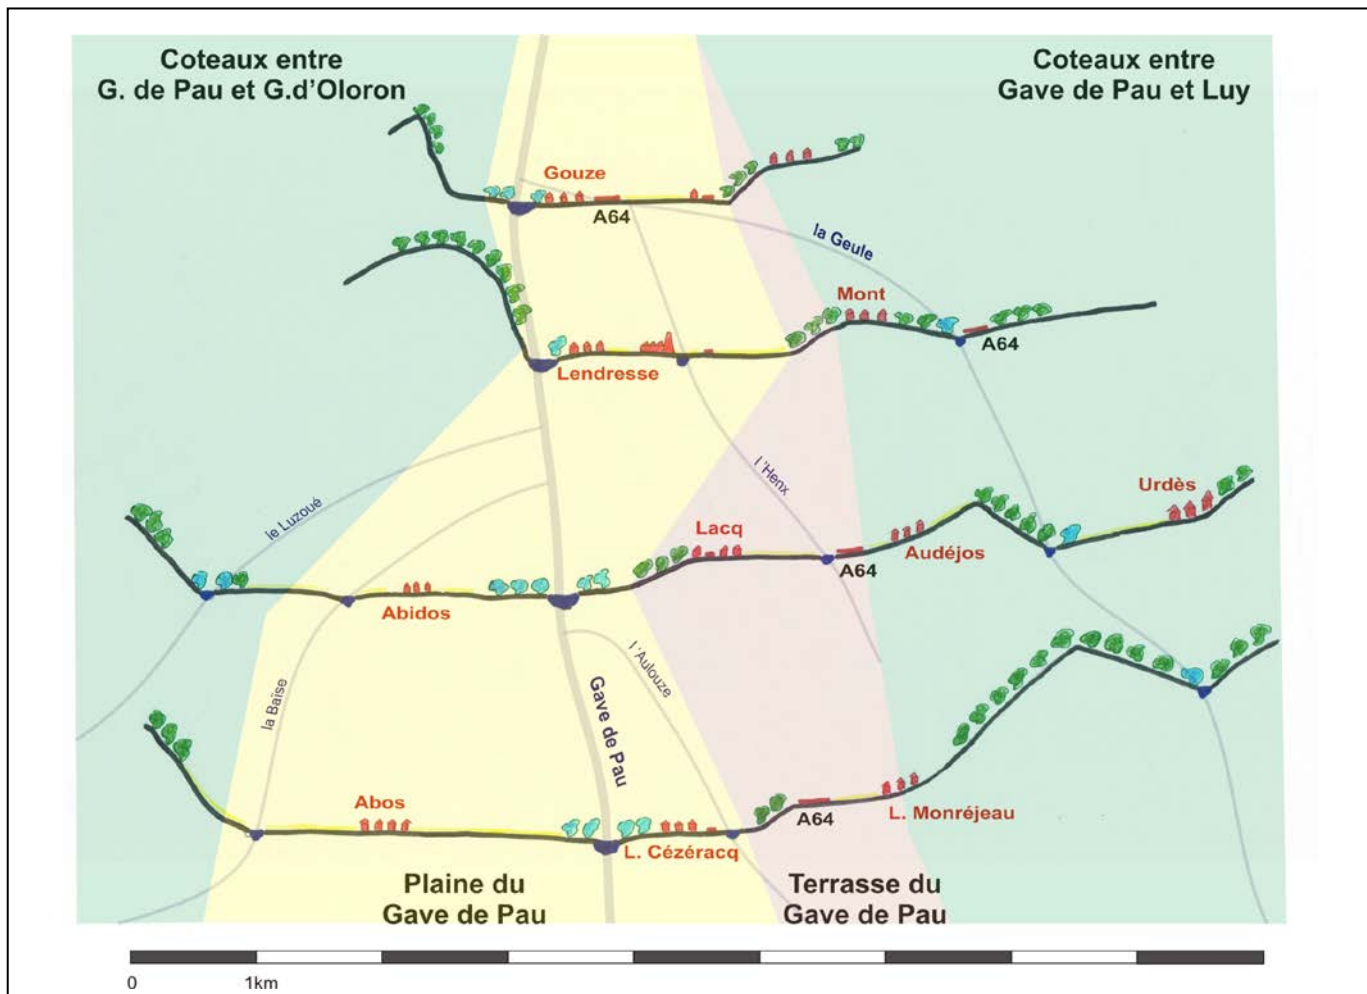 Coteaux entre
G. de Pau et G.d'Oloron
Coteaux entre
Gave de Pau et Luy
Gouze
A64
la Geule
Mont
A64
Lendresse
le Luzoué
l'Henx
Urdès
Lacq
Audéjos
A64
Abidos
la Baïse
l'Aulouze
Gave de Pau
Abos
L. Cézéracq
A64
L. Monréjeau
Plaine du
Gave de Pau
Terrasse du
Gave de Pau
0
1km